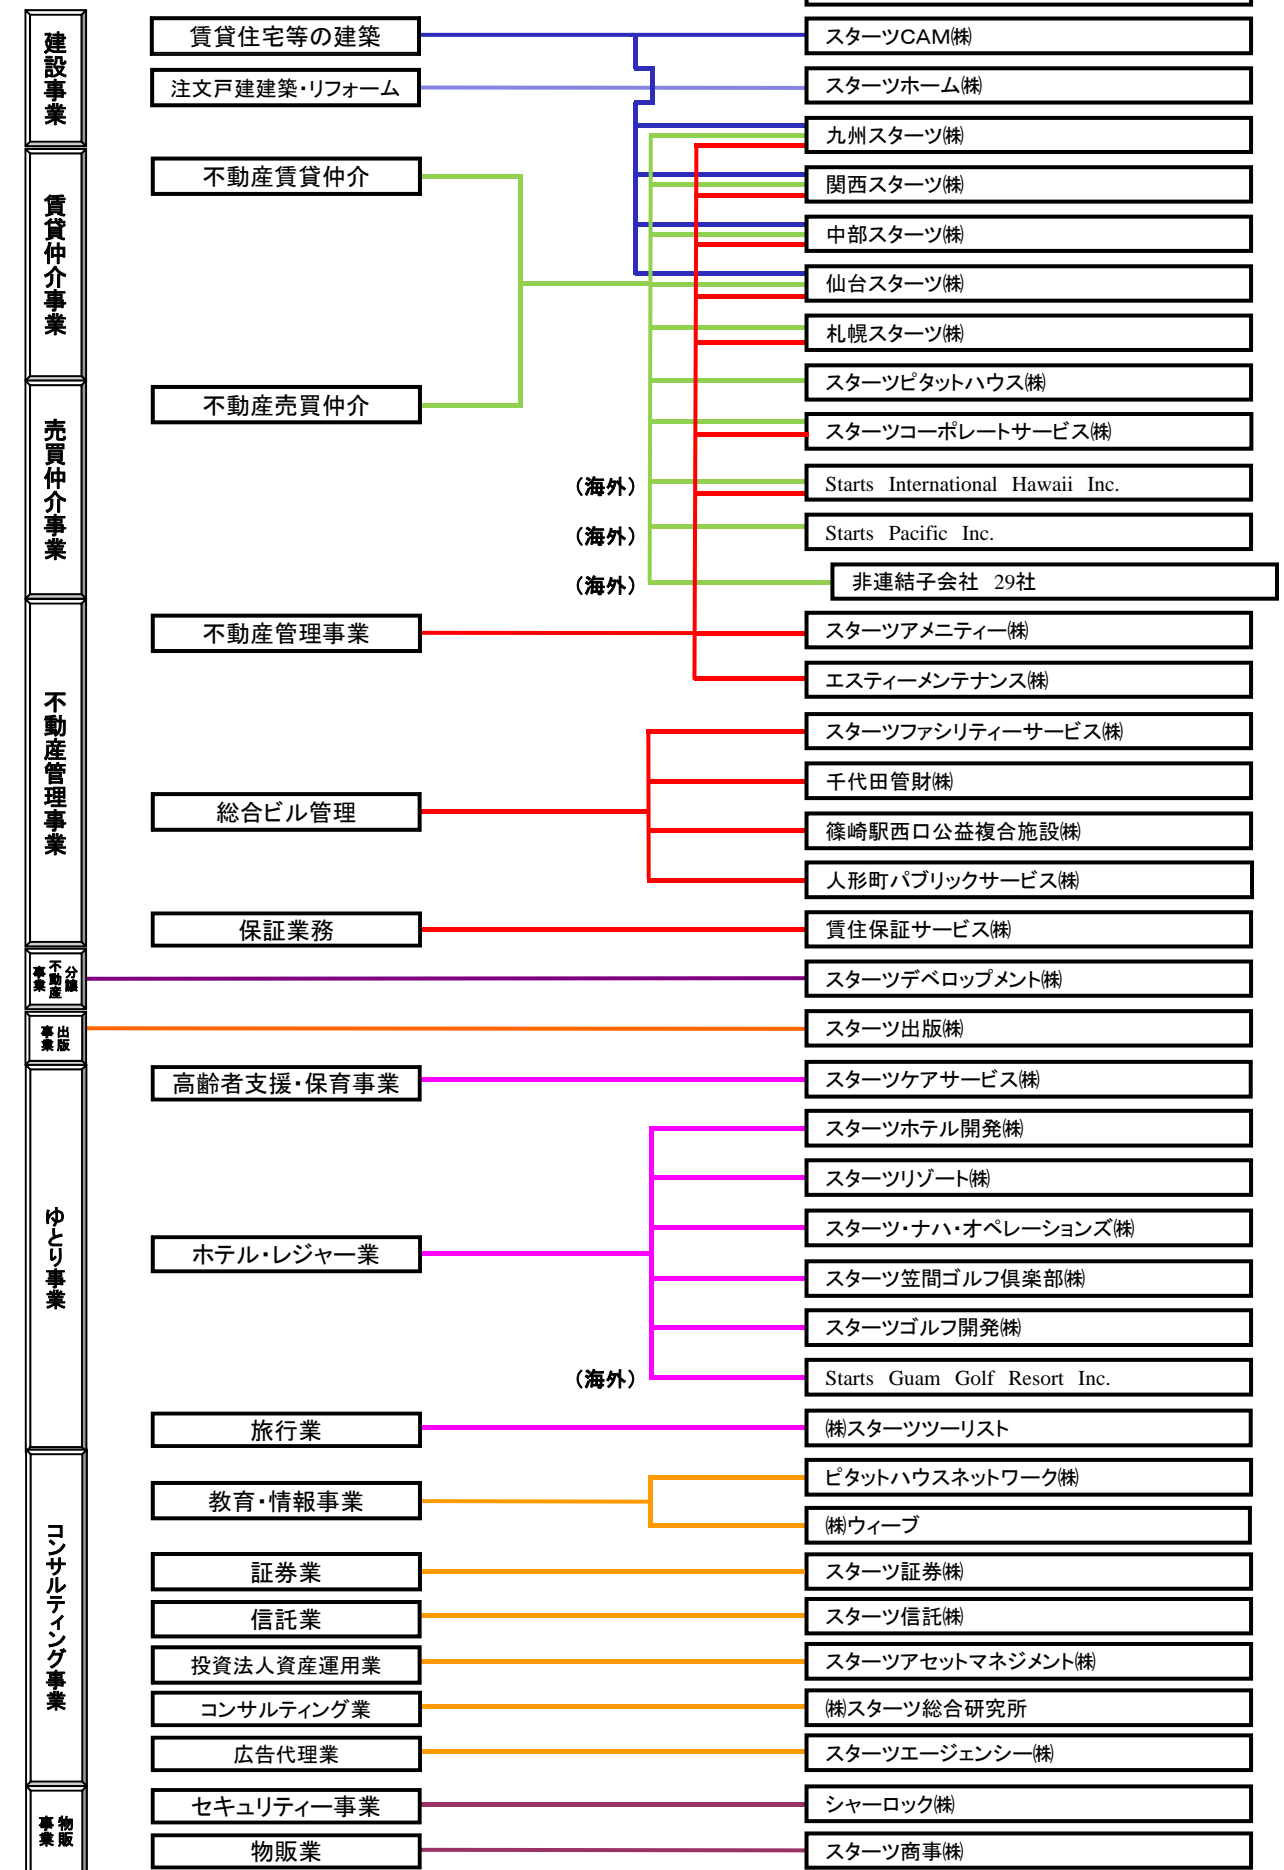 建設事業
賃貸住宅等の建築
スターツCAM㈱
注文戸建建築・リフォーム
スターツホーム㈱
九州スターツ㈱
賃貸仲介事業
不動産賃貸仲介
関西スターツ㈱
中部スターツ㈱
仙台スターツ㈱
札幌スターツ㈱
売買仲介事業
不動産売買仲介
スターツピタットハウス㈱
スターツコーポレートサービス㈱
（海外）
Starts International Hawaii Inc.
（海外）
Starts Pacific Inc.
（海外）
非連結子会社 29社
不動産管理事業
不動産管理事業
スターツアメニティー㈱
エスティーメンテナンス㈱
スターツファシリティーサービス㈱
千代田管財㈱
総合ビル管理
篠崎駅西口公益複合施設㈱
人形町パブリックサービス㈱
保証業務
賃住保証サービス㈱
分譲
不動産
事業
スターツデベロップメント㈱
出版
事業
スターツ出版㈱
ゆとり事業
高齢者支援・保育事業
スターツケアサービス㈱
スターツホテル開発㈱
スターツリゾート㈱
スターツ・ナハ・オペレーションズ㈱
ホテル・レジャー業
スターツ笠間ゴルフ倶楽部㈱
スターツゴルフ開発㈱
（海外）
Starts Guam Golf Resort Inc.
旅行業
㈱スターツツーリスト
コンサルティング事業
教育・情報事業
ピタットハウスネットワーク㈱
㈱ウィーブ
証券業
スターツ証券㈱
信託業
スターツ信託㈱
投資法人資産運用業
スターツアセットマネジメント㈱
コンサルティング業
㈱スターツ総合研究所
広告代理業
スターツエージェンシー㈱
物販
事業
セキュリティー事業
シャーロック㈱
物販業
スターツ商事㈱